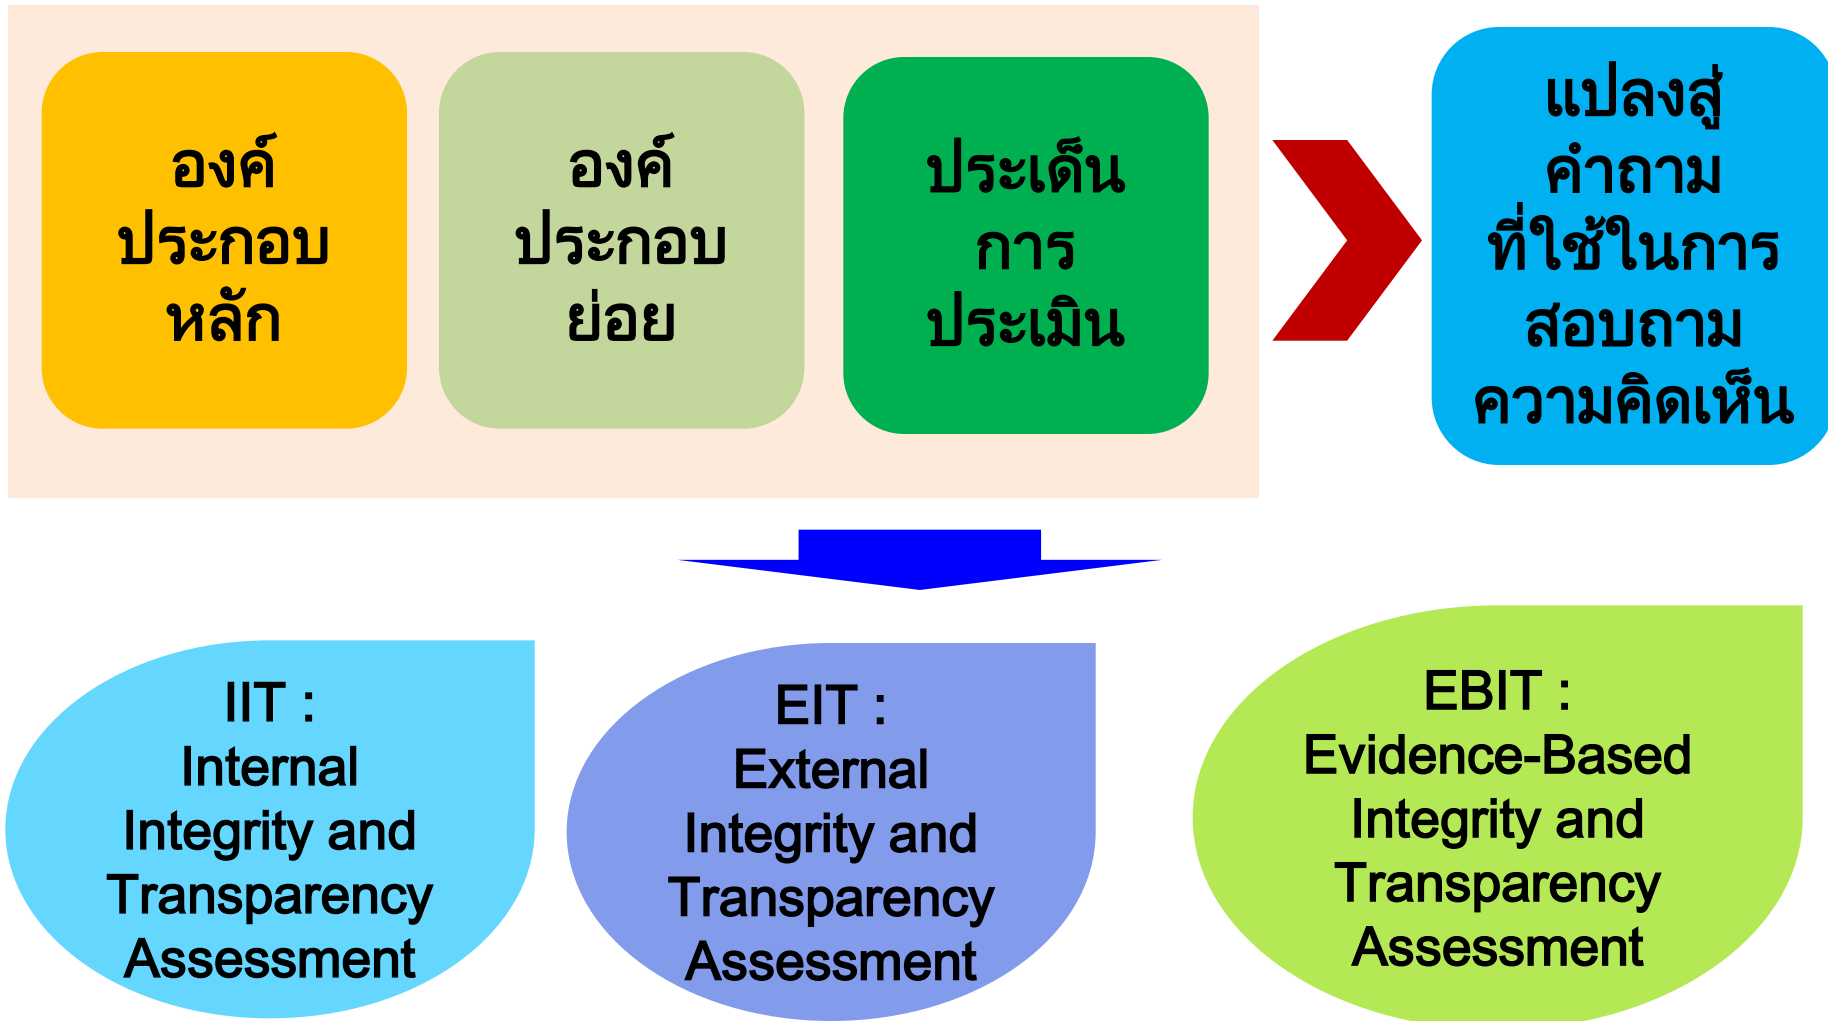 องค์
ประกอบ
หลัก
องค์
ประกอบ
ย่อย
ประเด็น
การ
ประเมิน
แปลงสู่
คำถาม
ที่ใช้ในการ
สอบถาม
ความคิดเห็น
IIT :
Internal
Integrity and
Transparency
Assessment
EIT :
External
Integrity and
Transparency
Assessment
EBIT :
Evidence-Based
Integrity and
Transparency
Assessment